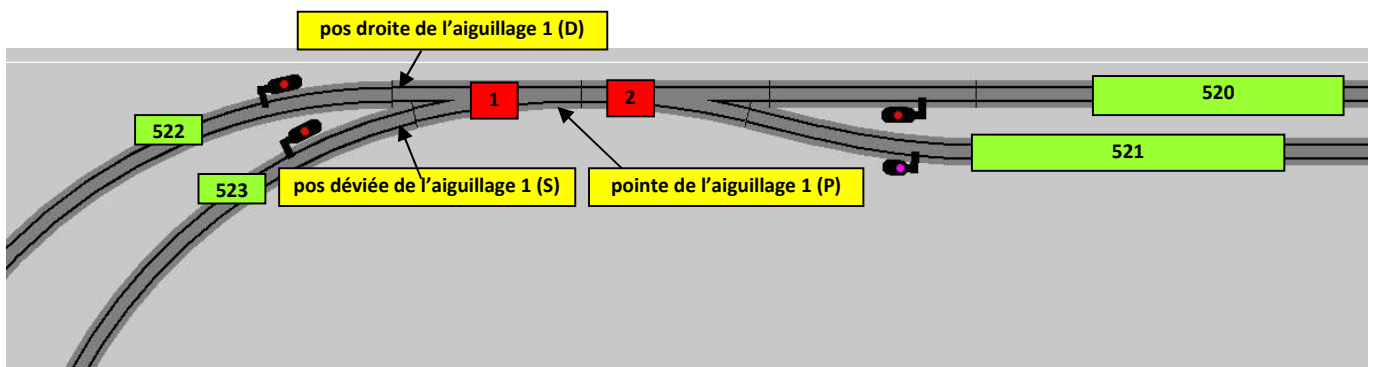 pos droite de l'aiguillage 1 (D)
1
2
520
522
521
523
pos déviée de l'aiguillage 1 (S)
pointe de l'aiguillage 1 (P)